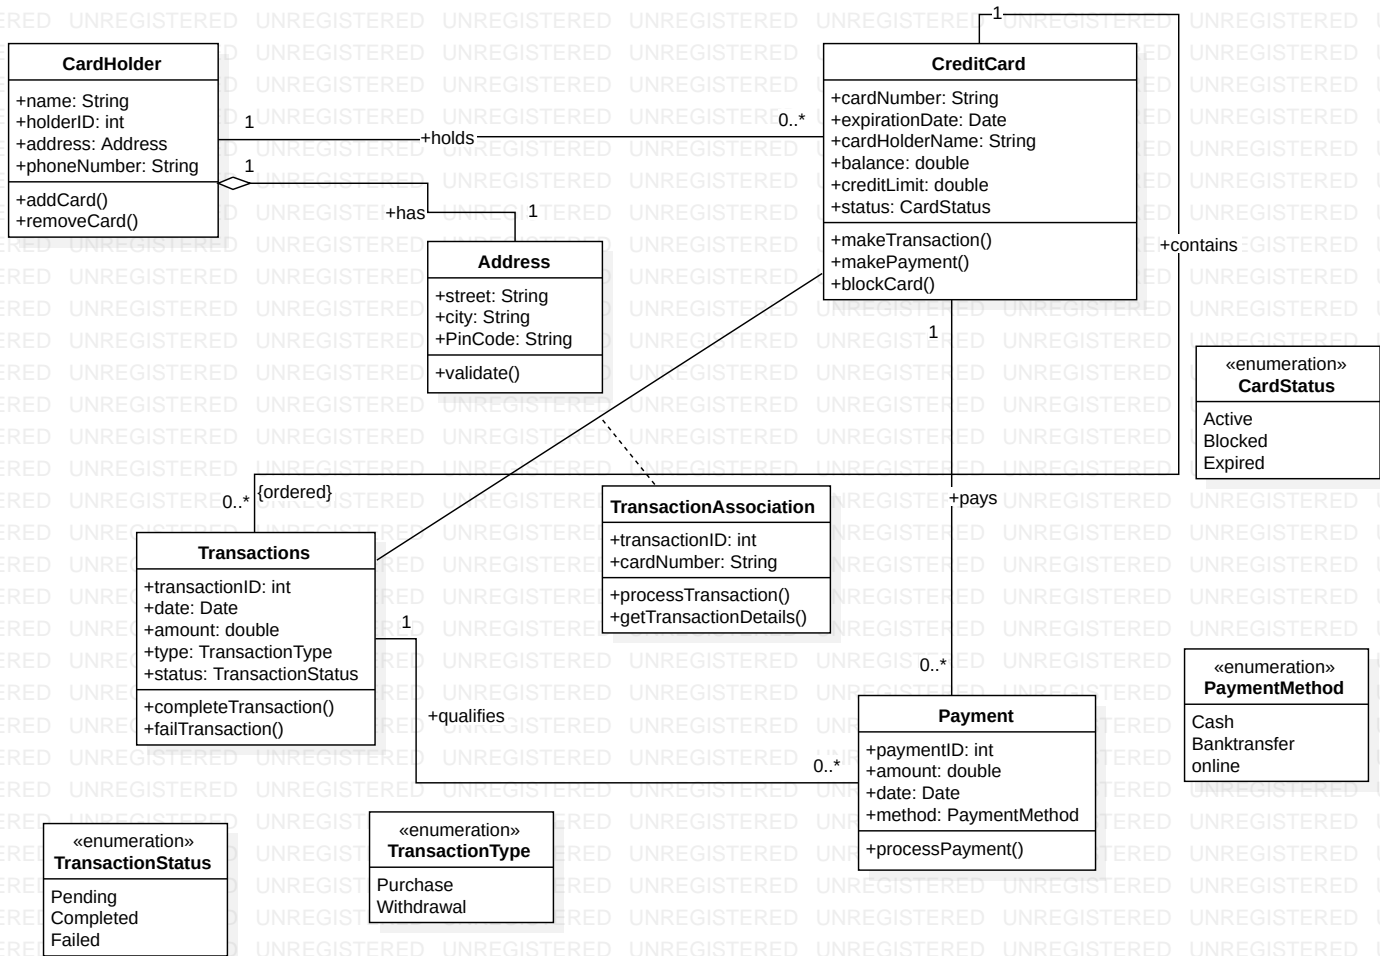 CardHolder
+name: String
+holderID: int
+address: Address
+phoneNumber: String
+addCard()
+removeCard()
1
+holds
0..*
1
+has
1
CreditCard
+cardNumber: String
+expirationDate: Date
+cardHolderName: String
+balance: double
+creditLimit: double
+status: CardStatus
+makeTransaction()
+makePayment()
+blockCard()
1
+contains
Address
+street: String
+city: String
+PinCode: String
+validate()
1
«enumeration»
CardStatus
Active
Blocked
Expired
0..*
{ordered}
+pays
Transactions
+transactionID: int
+date: Date
+amount: double
+type: TransactionType
+status: TransactionStatus
+completeTransaction()
+failTransaction()
TransactionAssociation
+transactionID: int
+cardNumber: String
+processTransaction()
+getTransactionDetails()
1
+qualifies
0..*
0..*
Payment
+paymentID: int
+amount: double
+date: Date
+method: PaymentMethod
+processPayment()
«enumeration»
PaymentMethod
Cash
Banktransfer
online
«enumeration»
TransactionStatus
Pending
Completed
Failed
«enumeration»
TransactionType
Purchase
Withdrawal
UNREGISTERED